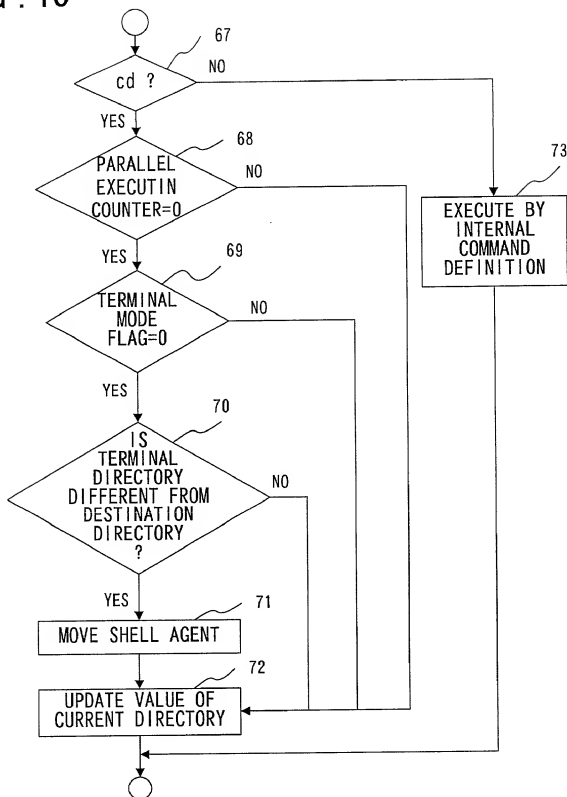 67
cd ?
NO
YES
68
PARALLEL
EXECUTIN
COUNTER=0
NO
73
EXECUTE BY
INTERNAL
COMMAND
DEFINITION
YES
69
TERMINAL
MODE
FLAG=0
NO
YES
70
IS
TERMINAL
DIRECTORY
DIFFERENT FROM
DESTINATION
DIRECTORY
?
NO
YES
71
MOVE SHELL AGENT
72
UPDATE VALUE OF
CURRENT DIRECTORY